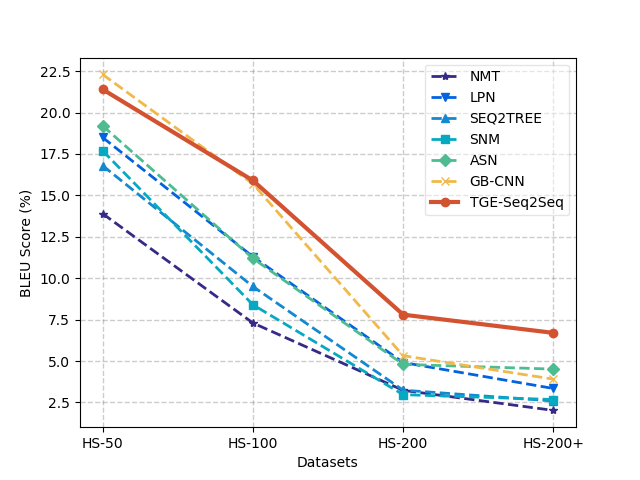 22.5
20.0
17.5
15.0
12.5
10.0
7.5
5.0
2.5
BLEU Score (%)
HS-50 HS-100 HS-200 HS-200+
Datasets
NMT
LPN
SEQ2TREE
SNM
ASN
GB-CNN
TGE-Seq2Seq